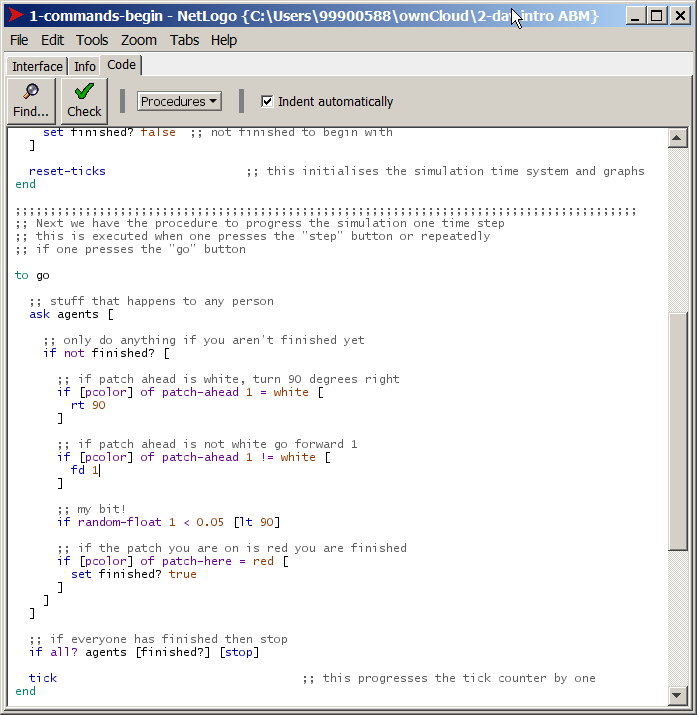 1-commands-begin - NetLogo {C:\Users\99900588\ownCloud\2-da intro ABM}
File Edit Tools Zoom Tabs Help
Interface Info Code
Find... Check Procedures Indent automatically
set finished? false ;; not finished to begin with
]
reset-ticks ;; this initialises the simulation time system and graphs
end
;;;;;;;;;;;;;;;;;;;;;;;;;;;;;;;;;;;;;;;;;;;;;;;;;;;;;;;;;;;;;;;;;;;;;;;;;;;;;;;;;;;;;;;;;
;; Next we have the procedure to progress the simulation one time step
;; this is executed when one presses the "step" button or repeatedly
;; if one presses the "go" button
to go
;; stuff that happens to any person
ask agents [
;; only do anything if you aren't finished yet
if not finished? [
;; if patch ahead is white, turn 90 degrees right
if [pcolor] of patch-ahead 1 = white [
rt 90
]
;; if patch ahead is not white go forward 1
if [pcolor] of patch-ahead 1 != white [
fd 1
]
;; my bit!
if random-float 1 < 0.05 [lt 90]
;; if the patch you are on is red you are finished
if [pcolor] of patch-here = red [
set finished? true
]
]
]
;; if everyone has finished then stop
if all? agents [finished?] [stop]
tick ;; this progresses the tick counter by one
end